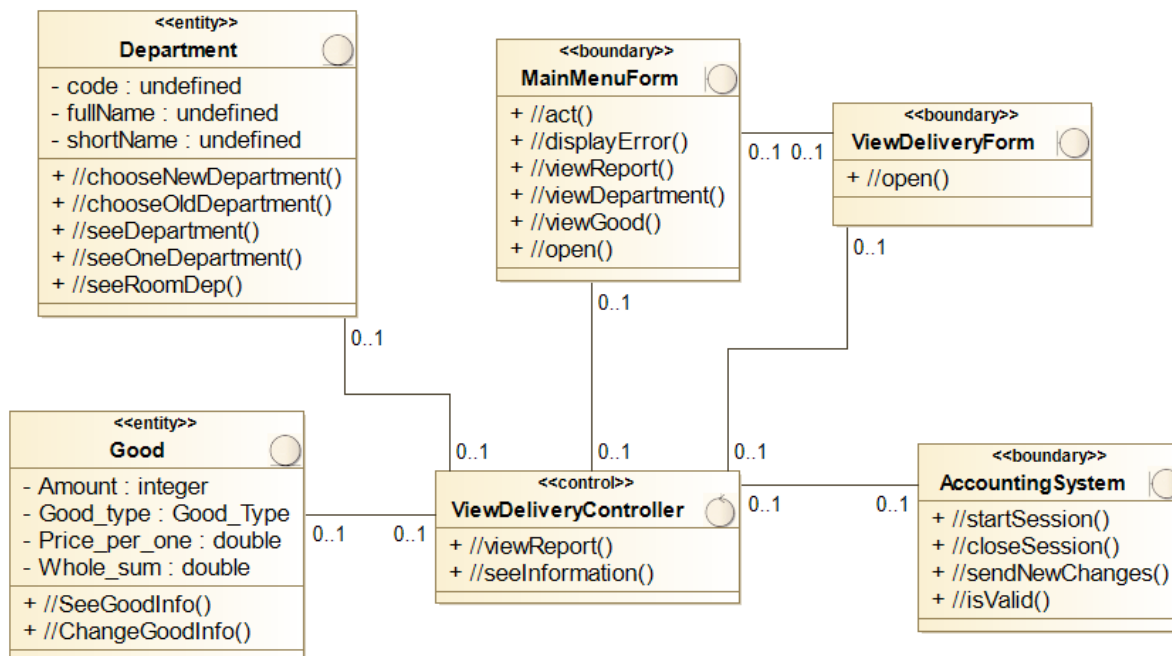 <<entity>>
Department
- code : undefined
- fullName : undefined
- shortName : undefined
+ //chooseNewDepartment()
+ //chooseOldDepartment()
+ //seeDepartment()
+ //seeOneDepartment()
+ //seeRoomDep()
<<boundary>>
MainMenuForm
+ //act()
+ //displayError()
+ //viewReport()
+ //viewDepartment()
+ //viewGood()
+ //open()
<<boundary>>
ViewDeliveryForm
+ //open()
0..1
0..1
0..1
0..1
0..1
0..1
0..1
0..1
<<entity>>
Good
- Amount : integer
- Good_type : Good_Type
- Price_per_one : double
- Whole_sum : double
+ //SeeGoodInfo()
+ //ChangeGoodInfo()
0..1
0..1
<<control>>
ViewDeliveryController
+ //viewReport()
+ //seeInformation()
0..1
0..1
<<boundary>>
AccountingSystem
+ //startSession()
+ //closeSession()
+ //sendNewChanges()
+ //isValid()